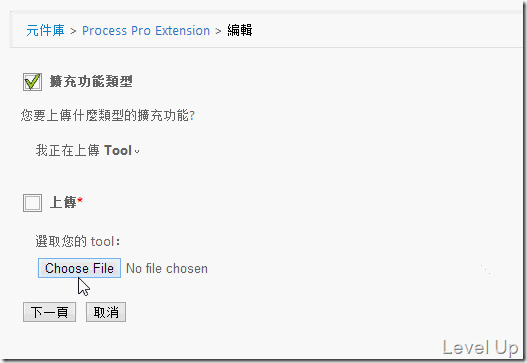 元件庫 > Process Pro Extension > 編輯
擴充功能類型
您要上傳什麼類型的擴充功能?
我正在上傳 Tool
上傳*
選取您的 tool：
Choose File No file chosen
下一頁 取消
Level Up